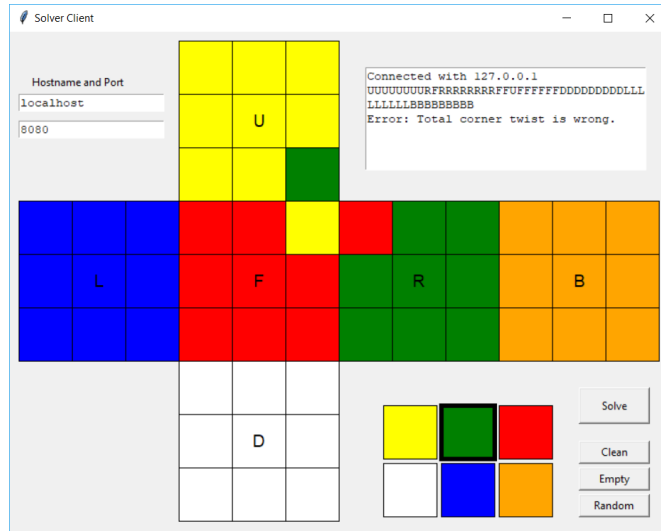 Solver Client
Hostname and Port
localhost
8080
Connected with 127.0.0.1
UUUUUUUURFRRRRRRRRFFUFFFFFFDDDDDDDDDLLL
LLLLLLBBBBBBBBB
Error: Total corner twist is wrong.
U
L
F
R
B
D
Solve
Clean
Empty
Random